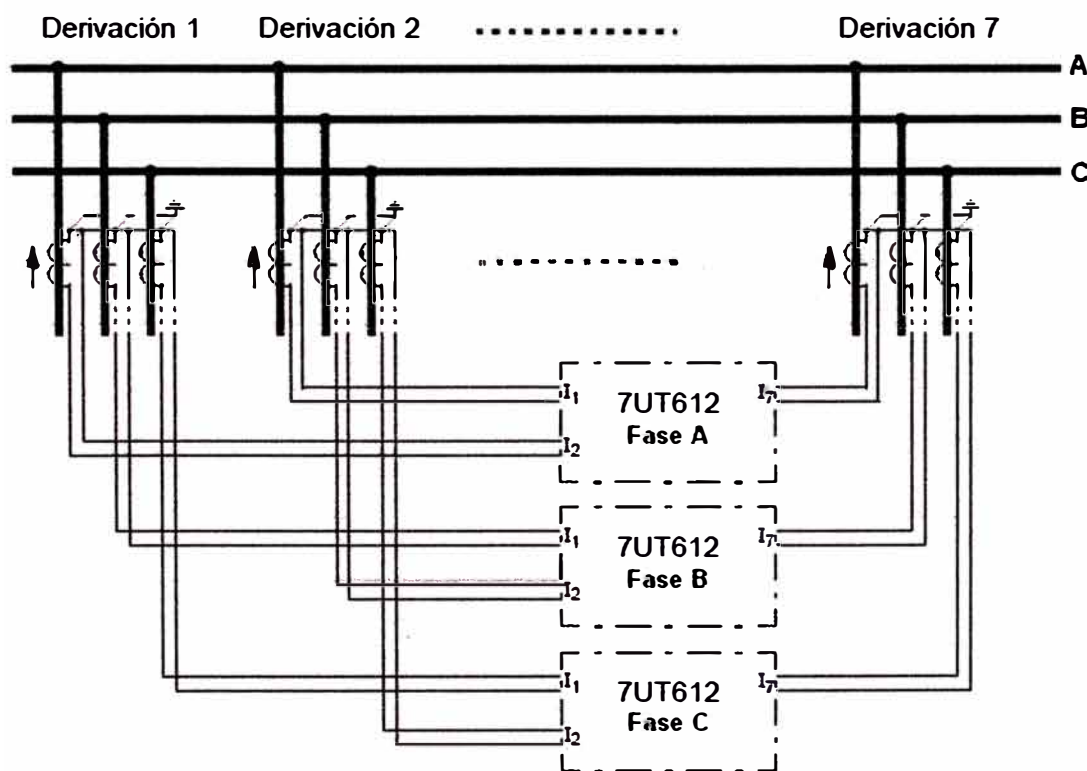 Derivación 1
Derivación 2
Derivación 7
A
B
C
I1
7UT612
I7
Fase A
I2
I1
7UT612
I7
Fase B
I2
I1
7UT612
I7
Fase C
I2